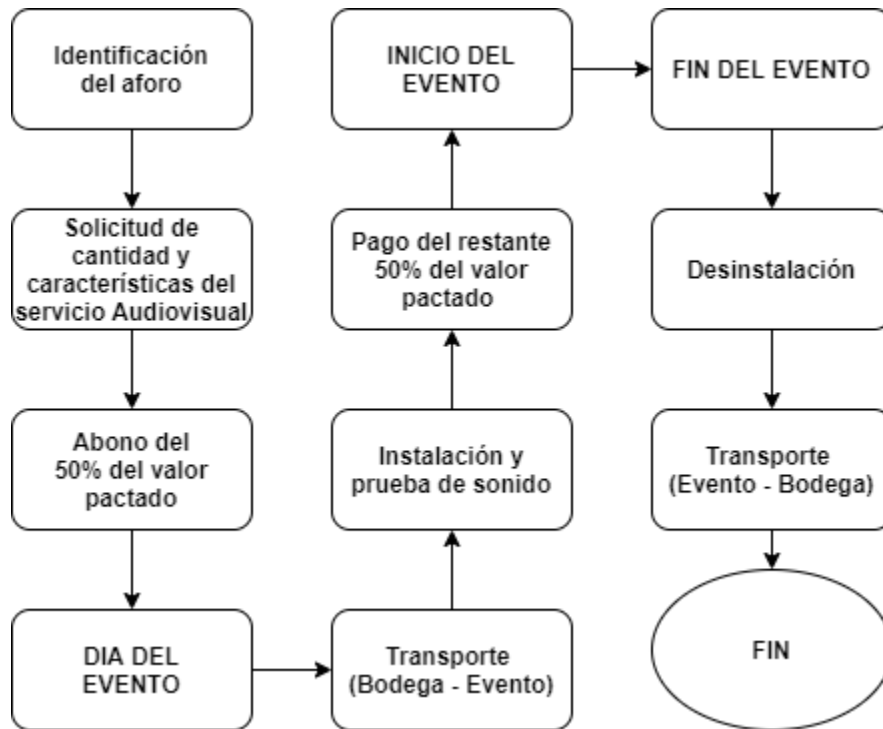 Identificación
del aforo
Solicitud de
cantidad y
características del
servicio Audiovisual
Abono del
50% del valor
pactado
DIA DEL
EVENTO
Transporte
(Bodega - Evento)
Instalación y
prueba de sonido
Pago del restante
50% del valor
pactado
INICIO DEL
EVENTO
FIN DEL EVENTO
Desinstalación
Transporte
(Evento - Bodega)
FIN